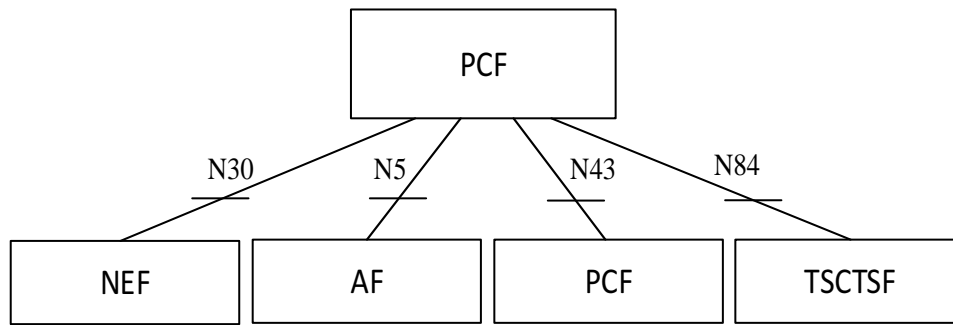 PCF
N30
N5
N43
N84
NEF
AF
PCF
TSCTSF